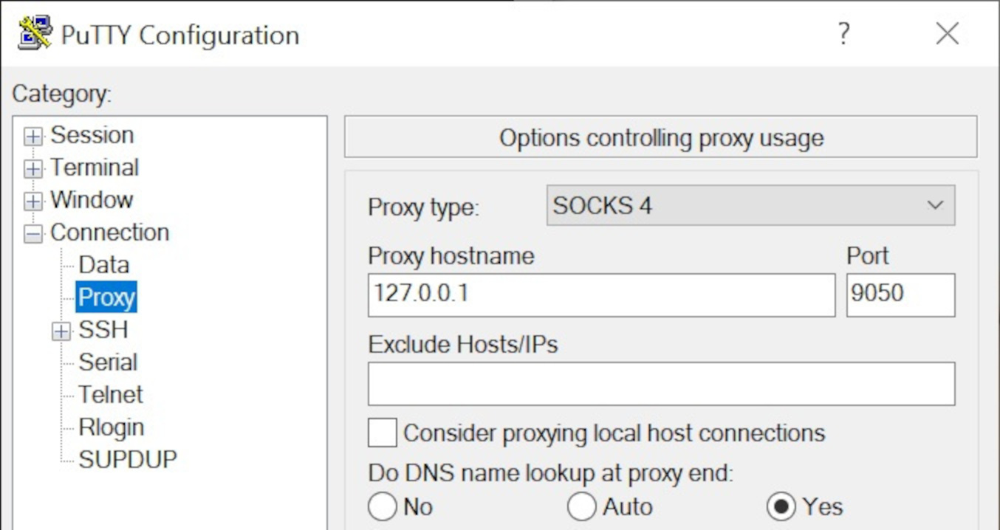 PuTTY Configuration
?
Category:
Session
Terminal
Window
Connection
Data
Proxy
SSH
Serial
Telnet
Rlogin
SUPDUP
Options controlling proxy usage
Proxy type: SOCKS 4
Proxy hostname Port
127.0.0.1 9050
Exclude Hosts/IPs
Consider proxying local host connections
Do DNS name lookup at proxy end:
No Auto Yes